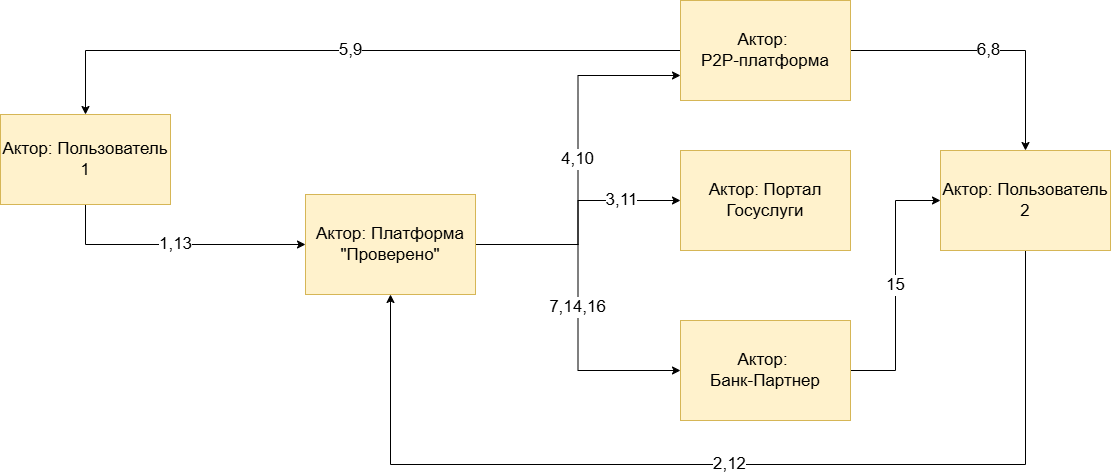 Актор:
P2P-платформа
5,9
6,8
Актор: Пользователь
1
4,10
Актор: Портал
Госуслуги
3,11
Актор: Пользователь
2
Актор: Платформа
"Проверено"
1,13
15
7,14,16
Актор:
Банк-Партнер
2,12